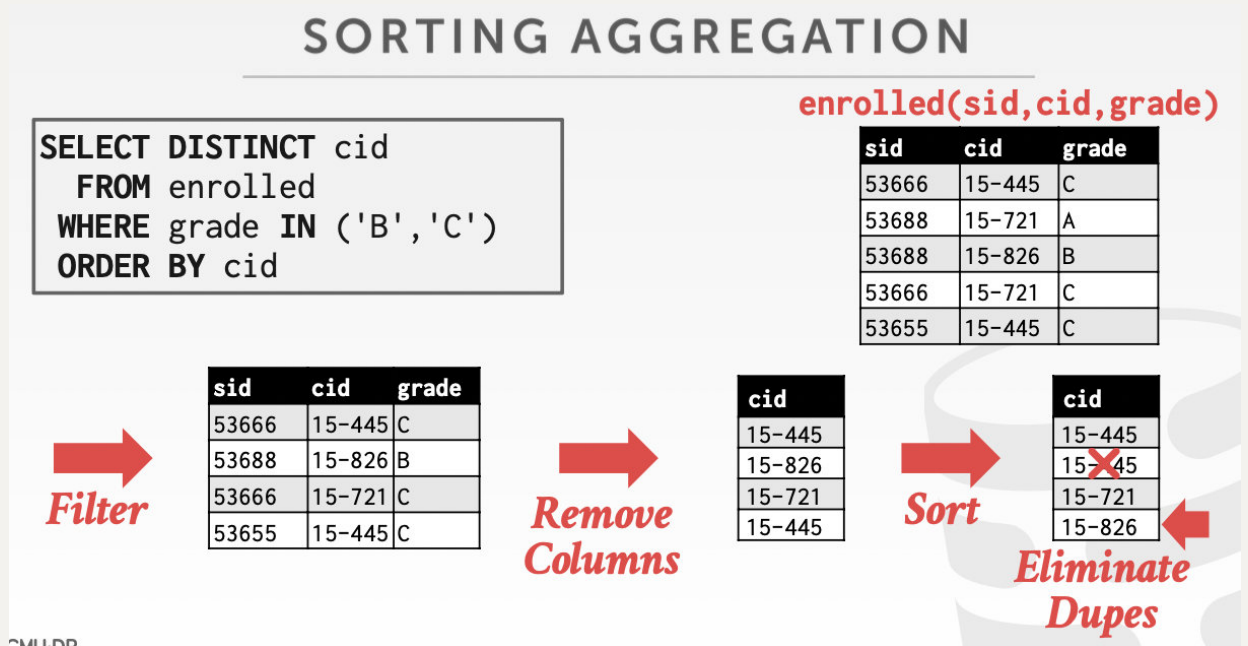 SORTING AGGREGATION
enrolled(sid,cid,grade)
SELECT DISTINCT cid
FROM enrolled
WHERE grade IN ('B','C')
ORDER BY cid
sid cid grade
53666 15-445 C
53688 15-721 A
53688 15-826 B
53666 15-721 C
53655 15-445 C
Filter
sid cid grade
53666 15-445 C
53688 15-826 B
53666 15-721 C
53655 15-445 C
Remove
Columns
cid
15-445
15-826
15-721
15-445
Sort
cid
15-445
15-445
15-721
15-826
Eliminate
Dupes